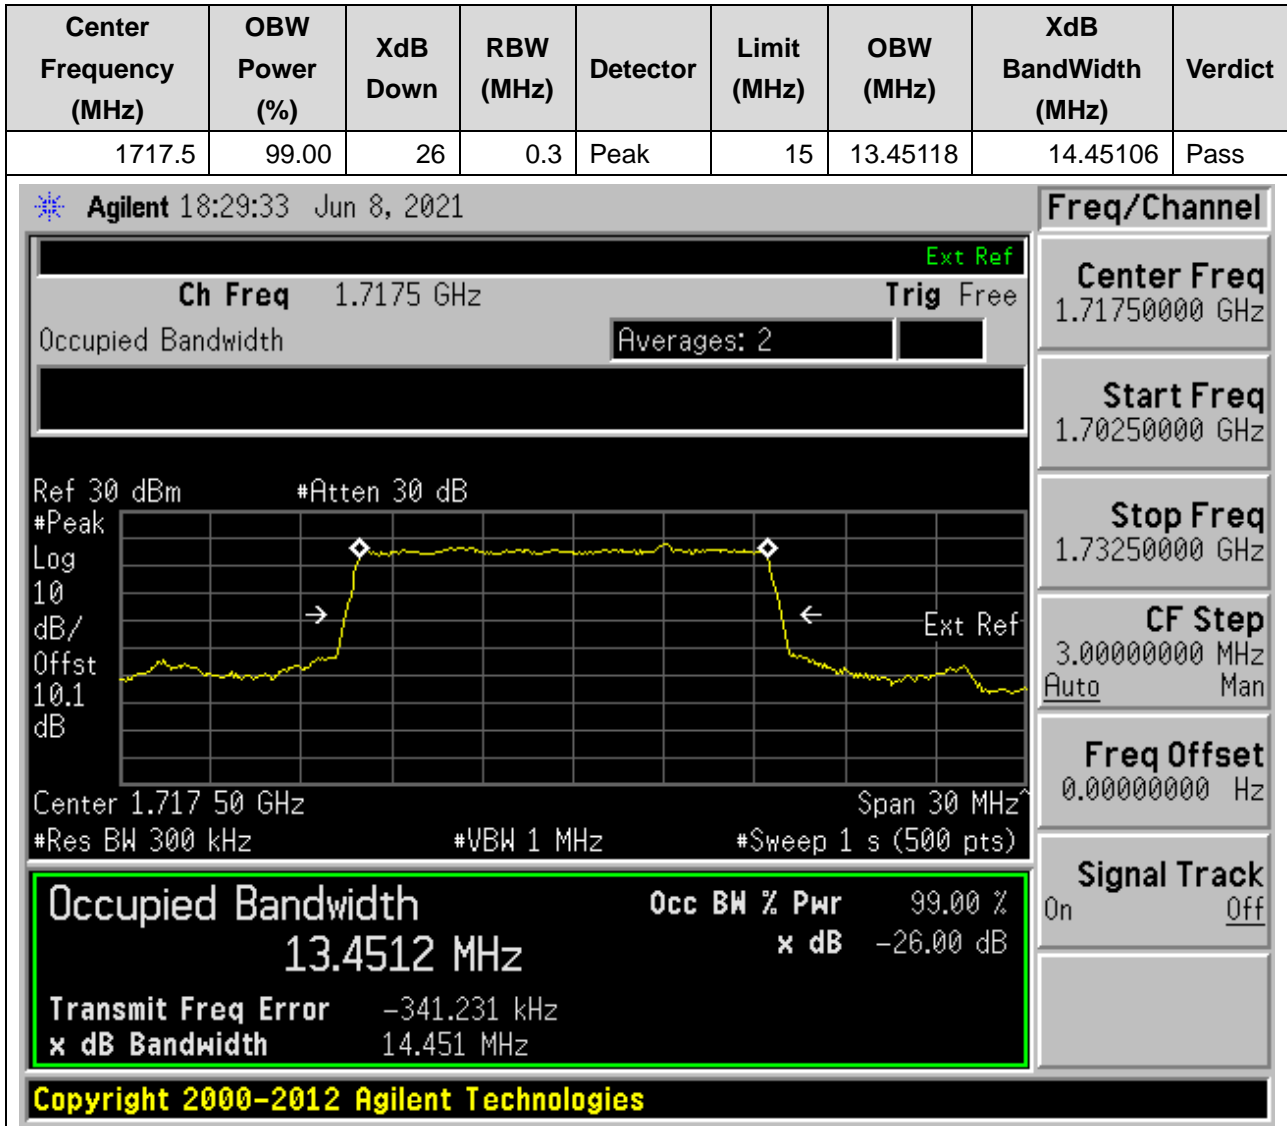 Center Frequency (MHz) OBW Power (%) XdB Down RBW (MHz) Detector Limit (MHz) OBW (MHz) XdB BandWidth (MHz) Verdict
1717.5 99.00 26 0.3 Peak 15 13.45118 14.45106 Pass
Agilent 18:29:33 Jun 8, 2021
Freq/Channel
Ext Ref
Ch Freq 1.7175 GHz Trig Free
Occupied Bandwidth Averages: 2
Center Freq
1.71750000 GHz
Start Freq
1.70250000 GHz
Stop Freq
1.73250000 GHz
CF Step
3.00000000 MHz
Auto Man
Freq Offset
0.00000000 Hz
Signal Track
On Off
Ref 30 dBm #Atten 30 dB
#Peak
Log
10
dB/
Offst
10.1
dB
Ext Ref
Center 1.717 50 GHz Span 30 MHz^
#Res BW 300 kHz #VBW 1 MHz #Sweep 1 s (500 pts)
Occupied Bandwidth Occ BW % Pwr 99.00 %
13.4512 MHz x dB -26.00 dB
Transmit Freq Error -341.231 kHz
x dB Bandwidth 14.451 MHz
Copyright 2000-2012 Agilent Technologies